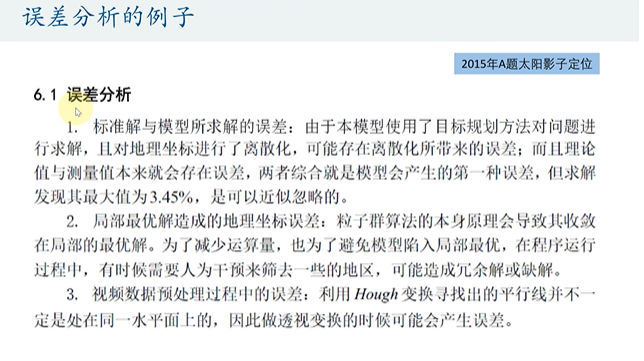 误差分析的例子
2015年A题太阳影子定位
6.1 误差分析
1. 标准解与模型所求解的误差：由于本模型使用了目标规划方法对问题进
行求解，且对地理坐标进行了离散化，可能存在离散化所带来的误差；而且理论
值与测量值本来就会存在误差，两者综合就是模型会产生的第一种误差，但求解
发现其最大值为3.45%，是可以近似忽略的。
2. 局部最优解造成的地理坐标误差：粒子群算法的本身原理会导致其收敛
在局部的最优解。为了减少运算量，也为了避免模型陷入局部最优，在程序运行
过程中，有时候需要人为干预来筛去一些的地区，可能造成冗余解或缺解。
3. 视频数据预处理过程中的误差：利用Hough变换寻找出的平行线并不一
定是处在同一水平面上的，因此做透视变换的时候可能会产生误差。